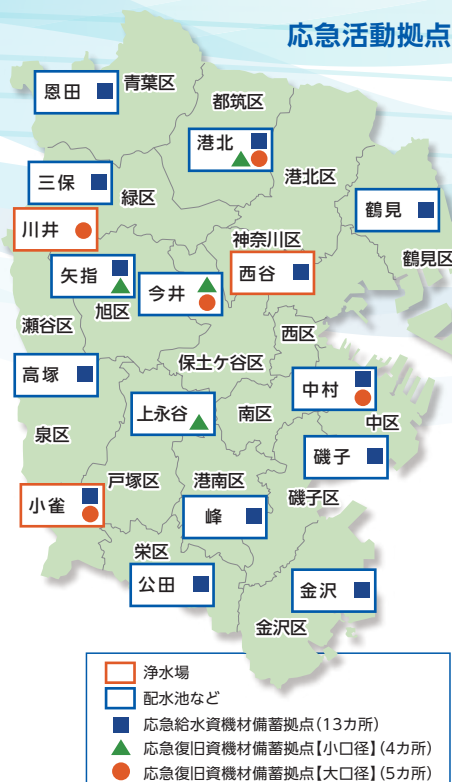 応急活動拠点
恩田
青葉区
都筑区
港北
港北区
三保
緑区
鶴見
川井
神奈川区
鶴見区
矢指
今井
西谷
旭区
瀬谷区
西区
保土ケ谷区
高塚
中村
上永谷
南区
中区
泉区
磯子
戸塚区
港南区
磯子区
小雀
峰
栄区
公田
金沢
金沢区
浄水場
配水池など
応急給水資機材備蓄拠点(13カ所)
応急復旧資機材備蓄拠点【小口径】(4カ所)
応急復旧資機材備蓄拠点【大口径】(5カ所)